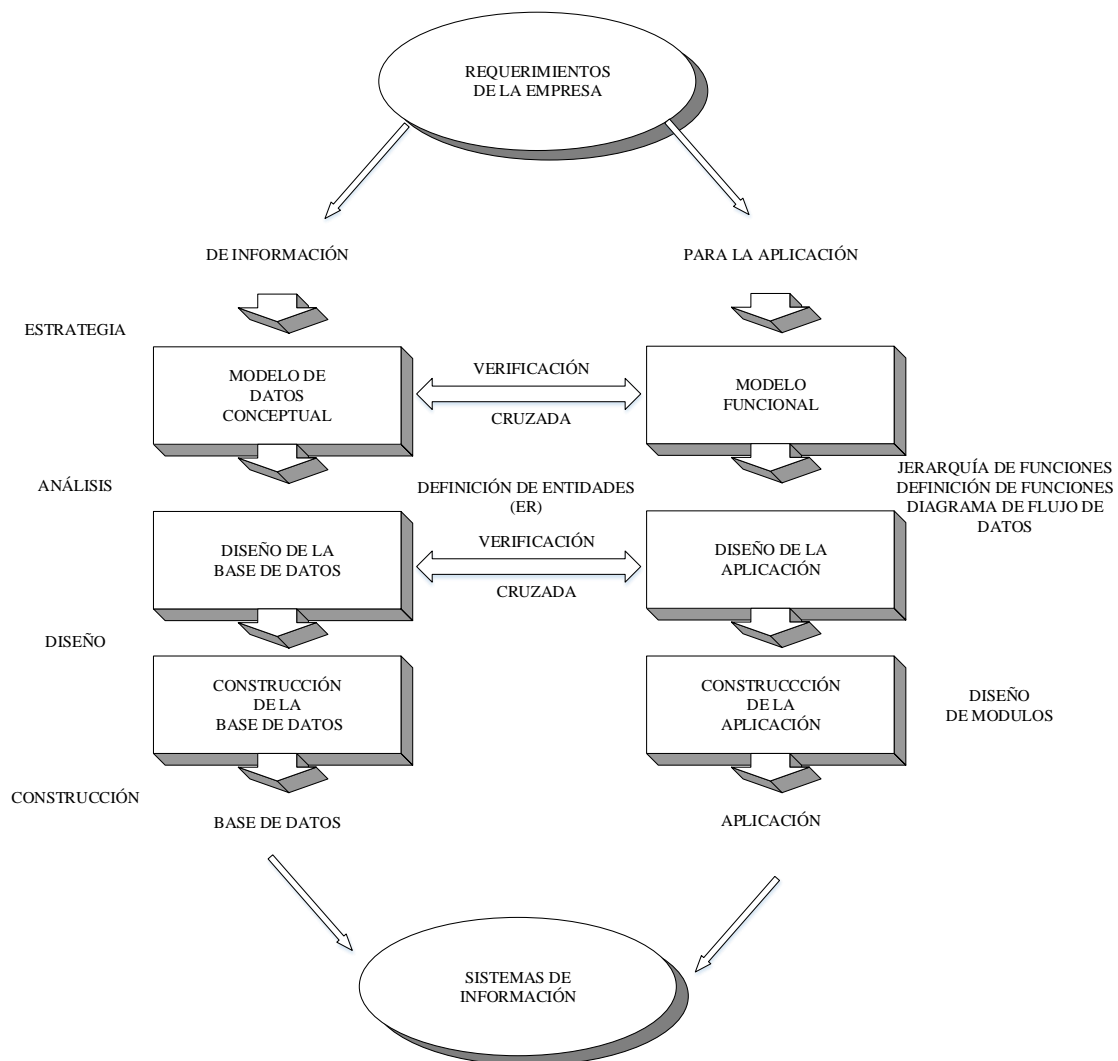 REQUERIMIENTOS
DE LA EMPRESA
DE INFORMACIÓN
PARA LA APLICACIÓN
ESTRATEGIA
MODELO DE
DATOS
CONCEPTUAL
VERIFICACIÓN
CRUZADA
MODELO
FUNCIONAL
ANÁLISIS
DEFINICIÓN DE ENTIDADES
(ER)
JERARQUÍA DE FUNCIONES
DEFINICIÓN DE FUNCIONES
DIAGRAMA DE FLUJO DE
DATOS
DISEÑO DE LA
BASE DE DATOS
VERIFICACIÓN
CRUZADA
DISEÑO DE LA
APLICACIÓN
DISEÑO
CONSTRUCCIÓN
DE LA
BASE DE DATOS
CONSTRUCCCIÓN
DE LA
APLICACIÓN
DISEÑO
DE MODULOS
CONSTRUCCIÓN
BASE DE DATOS
APLICACIÓN
SISTEMAS DE
INFORMACIÓN